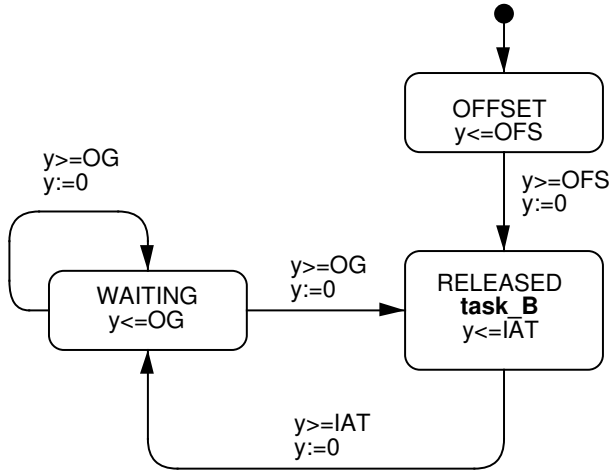 OFFSET
y<=OFS
y>=OG
y:=0
y>=OFS
y:=0
y>=OG
y:=0
WAITING
y<=OG
RELEASED
task_B
y<=IAT
y>=IAT
y:=0